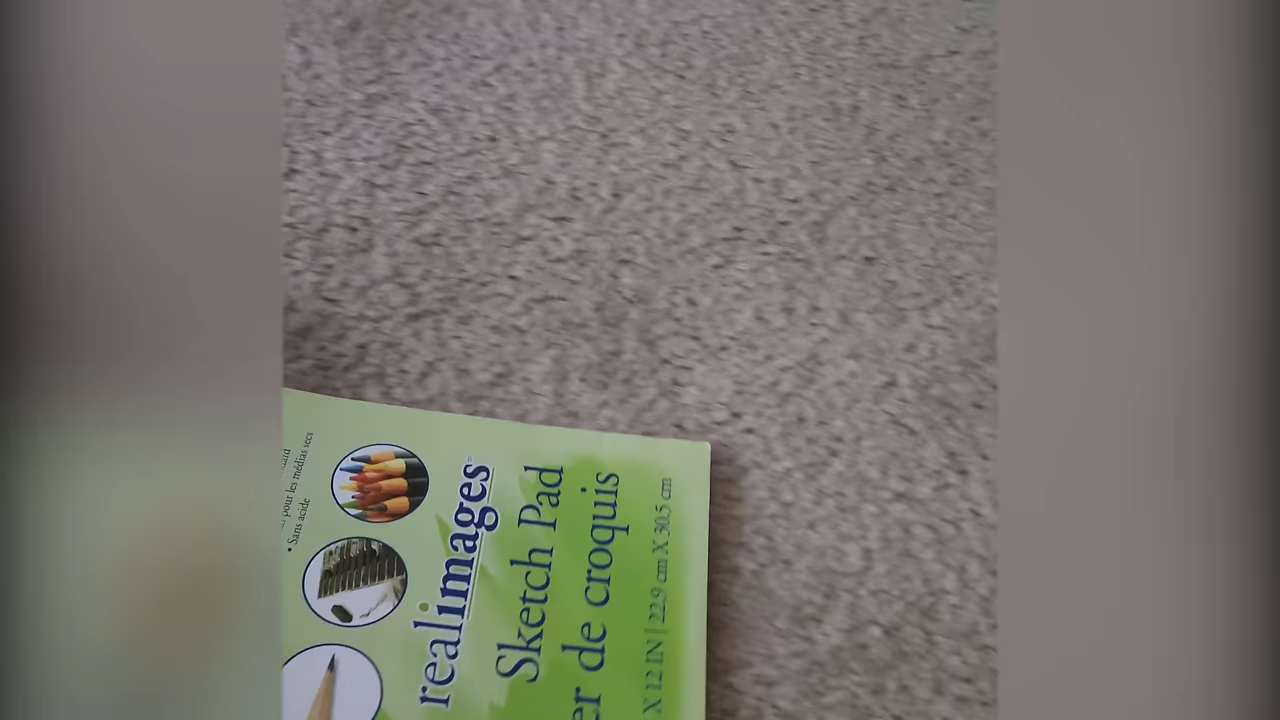 pour les médias secs
• Sans acide
realimages
Sketch Pad
de croquis
X 12 IN | 22.9 cm X 30.5 cm